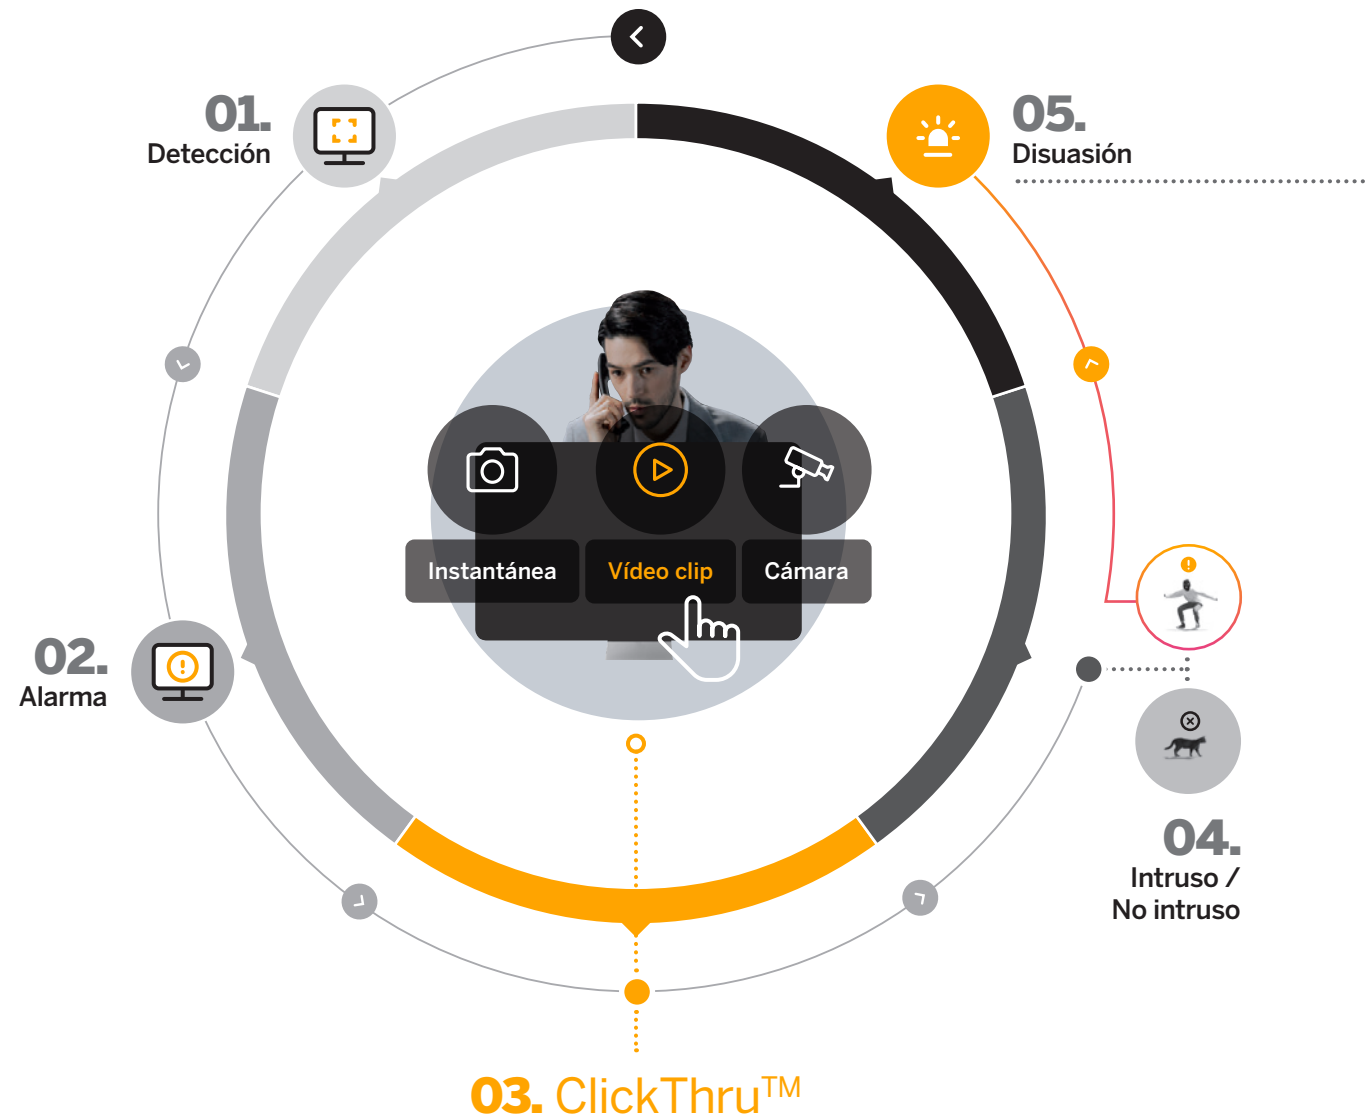 01.
Detección
02.
Alarma
Instantánea
Vídeo clip
Cámara
03. ClickThru™
04.
Intruso /
No intruso
05.
Disuasión